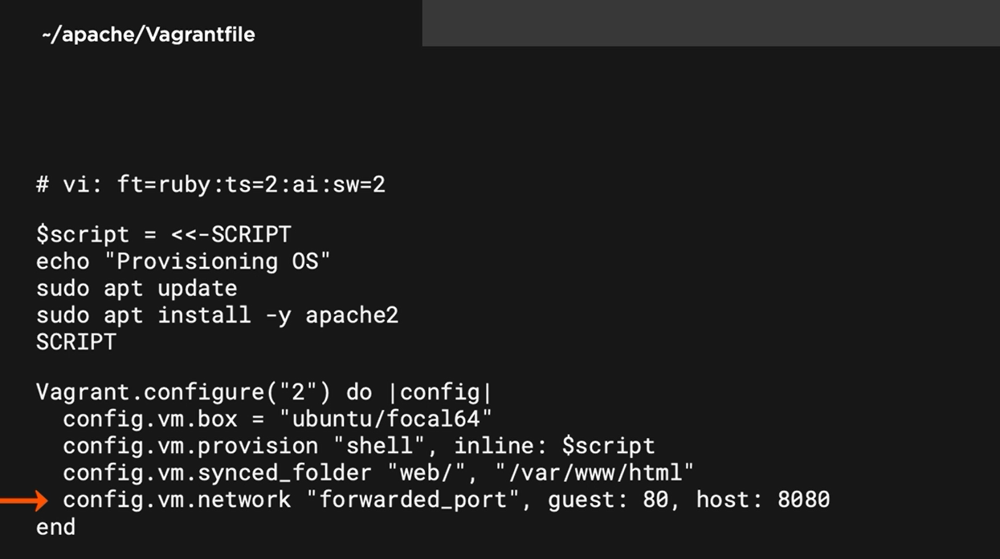 ~/apache/Vagrantfile
# vi: ft=ruby:ts=2:ai:sw=2
$script = <<-SCRIPT
echo "Provisioning OS"
sudo apt update
sudo apt install -y apache2
SCRIPT
Vagrant.configure("2") do |config|
  config.vm.box = "ubuntu/focal64"
  config.vm.provision "shell", inline: $script
  config.vm.synced_folder "web/", "/var/www/html"
  config.vm.network "forwarded_port", guest: 80, host: 8080
end